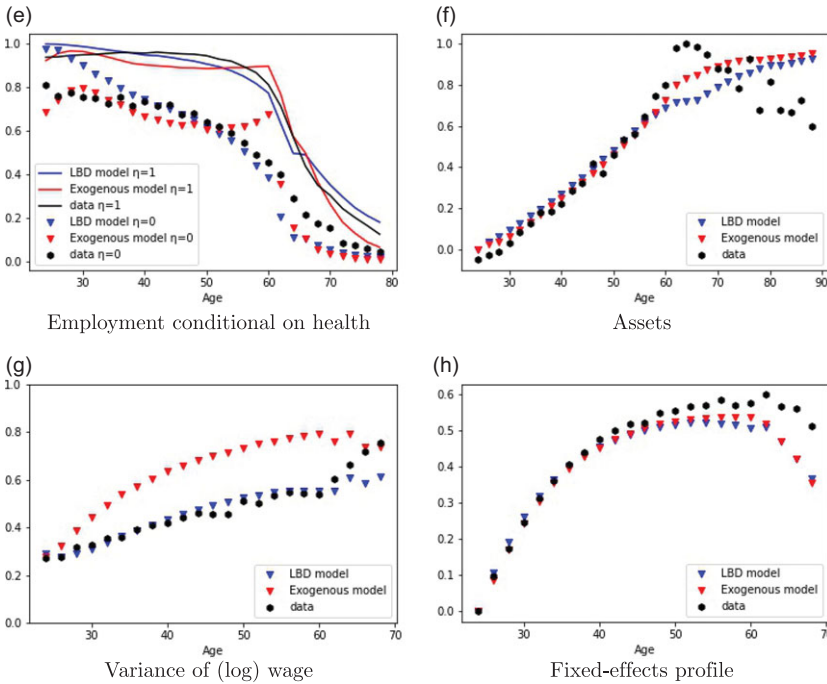 (e)
1.0
0.8
0.6
0.4
0.2
0.0
LBD model η=1
Exogenous model η=1
data η=1
LBD model η=0
Exogenous model η=0
data η=0
30 40 50 60 70 80
Age
Employment conditional on health
(f)
1.0
0.8
0.6
0.4
0.2
0.0
LBD model
Exogenous model
data
30 40 50 60 70 80 90
Age
Assets
(g)
1.0
0.8
0.6
0.4
0.2
0.0
LBD model
Exogenous model
data
30 40 50 60 70
Age
Variance of (log) wage
(h)
0.6
0.5
0.4
0.3
0.2
0.1
0.0
LBD model
Exogenous model
data
30 40 50 60
Age
Fixed-effects profile